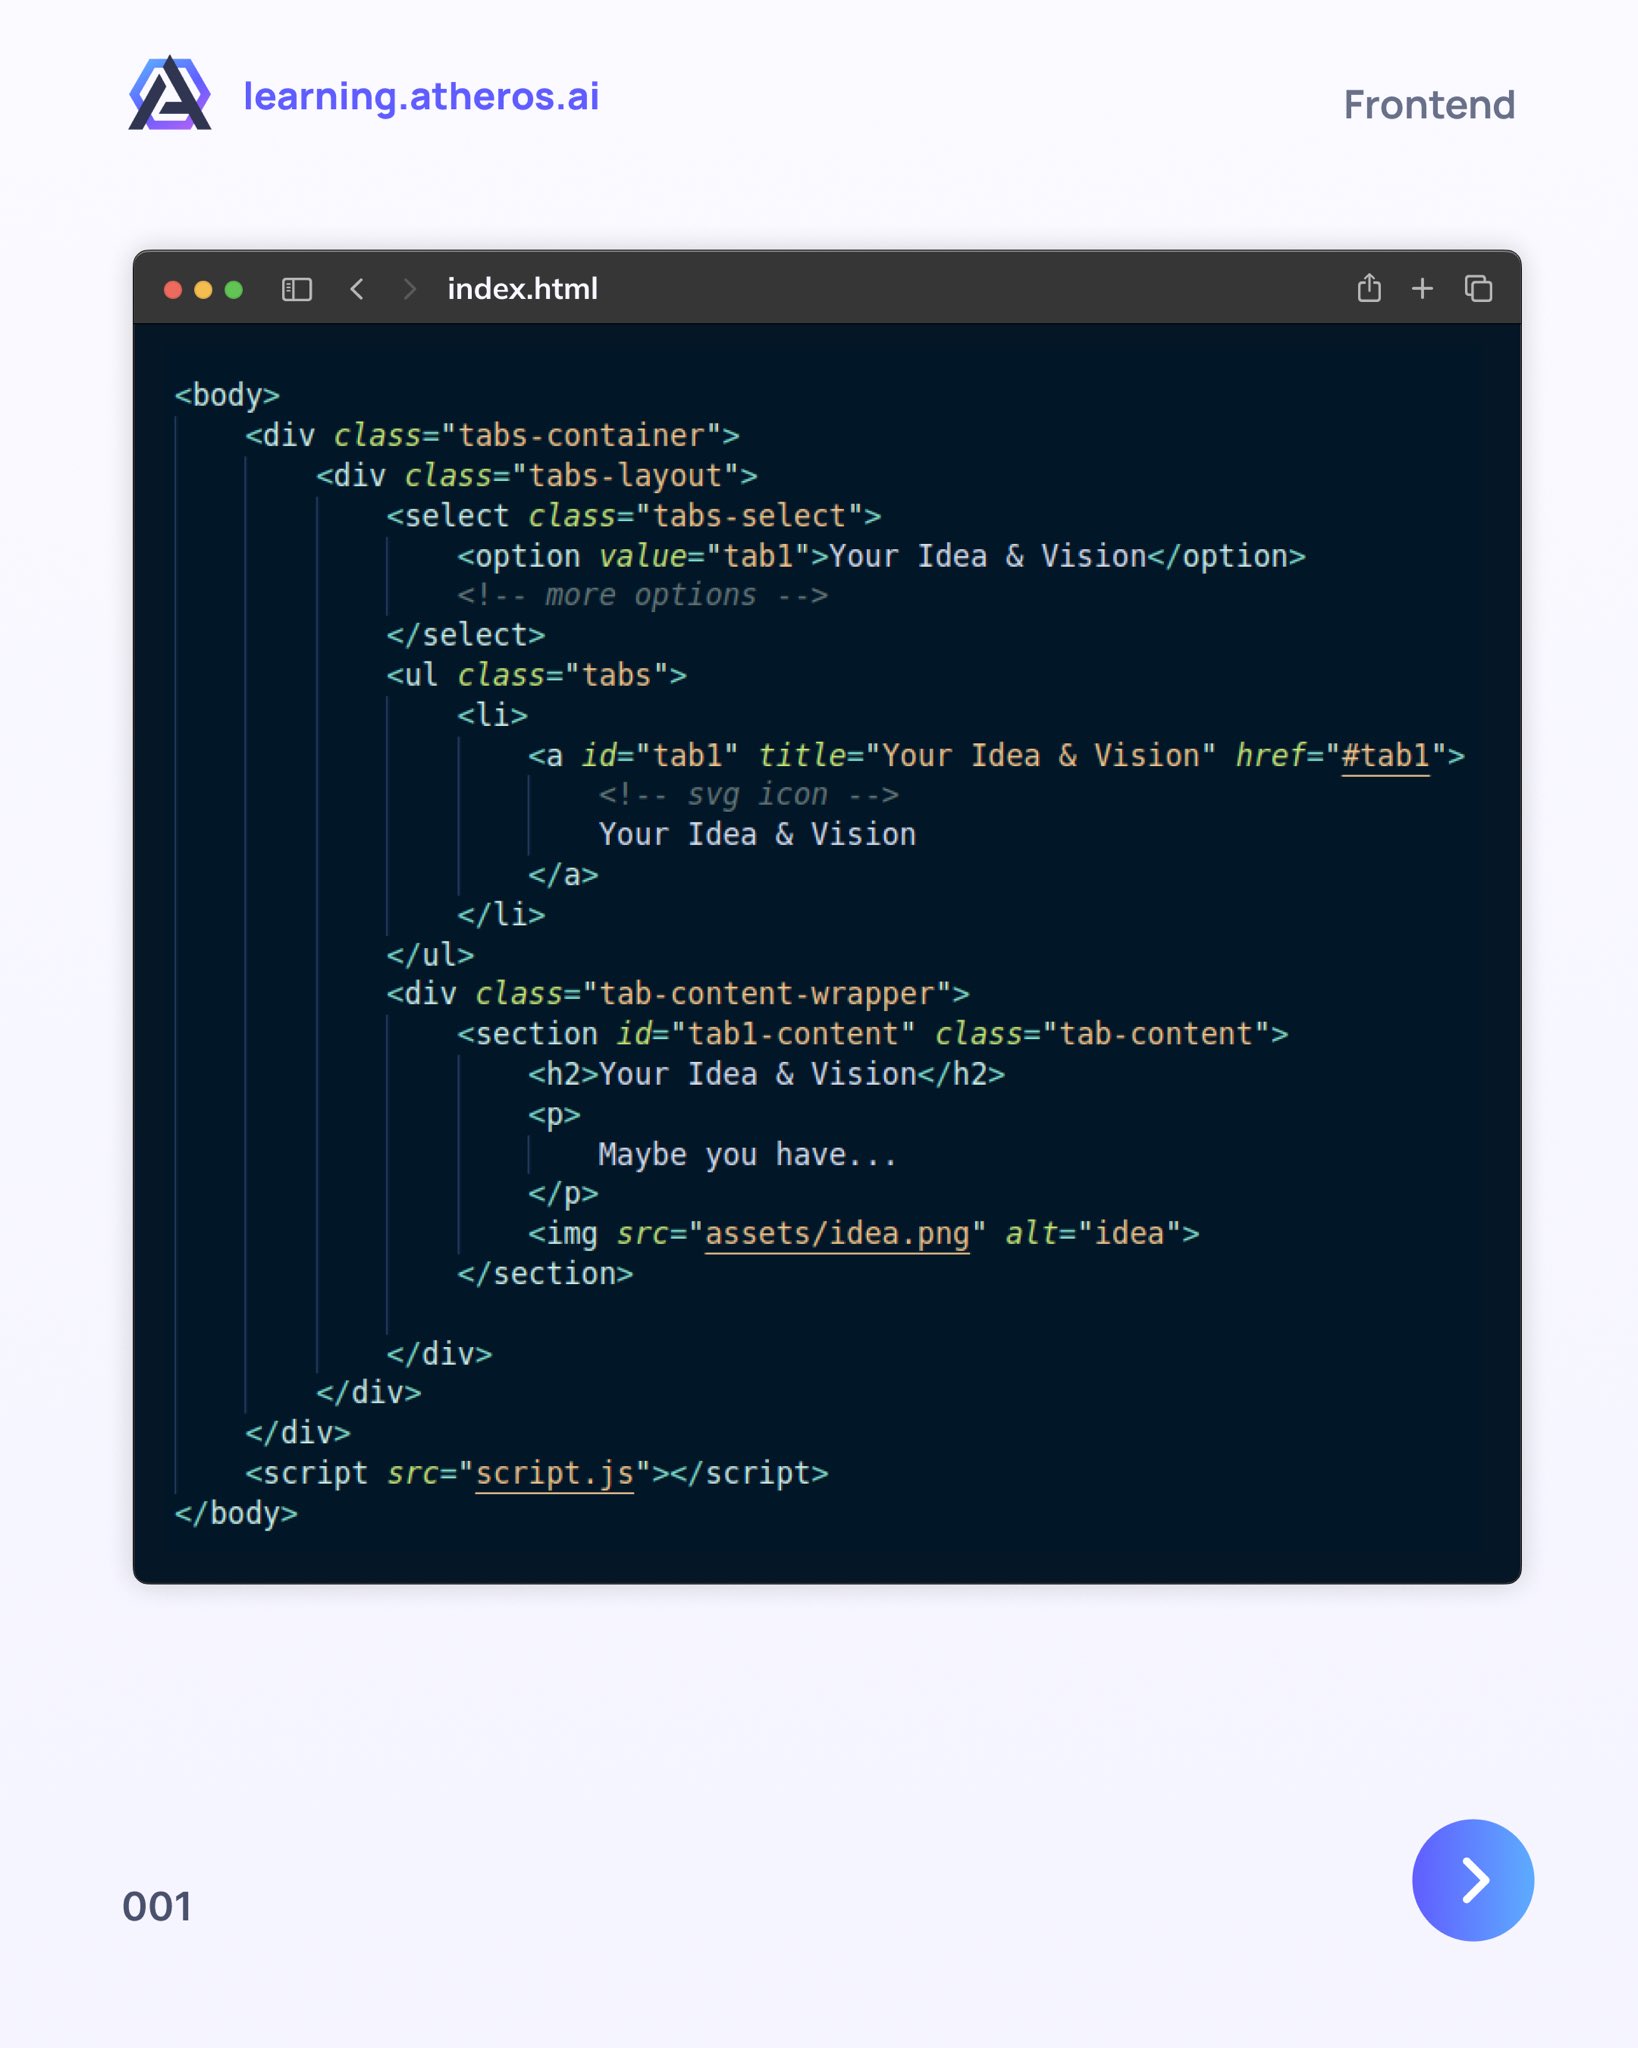 learning.atheros.ai
Frontend
index.html
<body>
    <div class="tabs-container">
        <div class="tabs-layout">
            <select class="tabs-select">
                <option value="tab1">Your Idea & Vision</option>
                <!-- more options -->
            </select>
            <ul class="tabs">
                <li>
                    <a id="tab1" title="Your Idea & Vision" href="#tab1">
                        <!-- svg icon -->
                        Your Idea & Vision
                    </a>
                </li>
            </ul>
            <div class="tab-content-wrapper">
                <section id="tab1-content" class="tab-content">
                    <h2>Your Idea & Vision</h2>
                    <p>
                        Maybe you have...
                    </p>
                    <img src="assets/idea.png" alt="idea">
                </section>
            </div>
        </div>
    </div>
    <script src="script.js"></script>
</body>
001